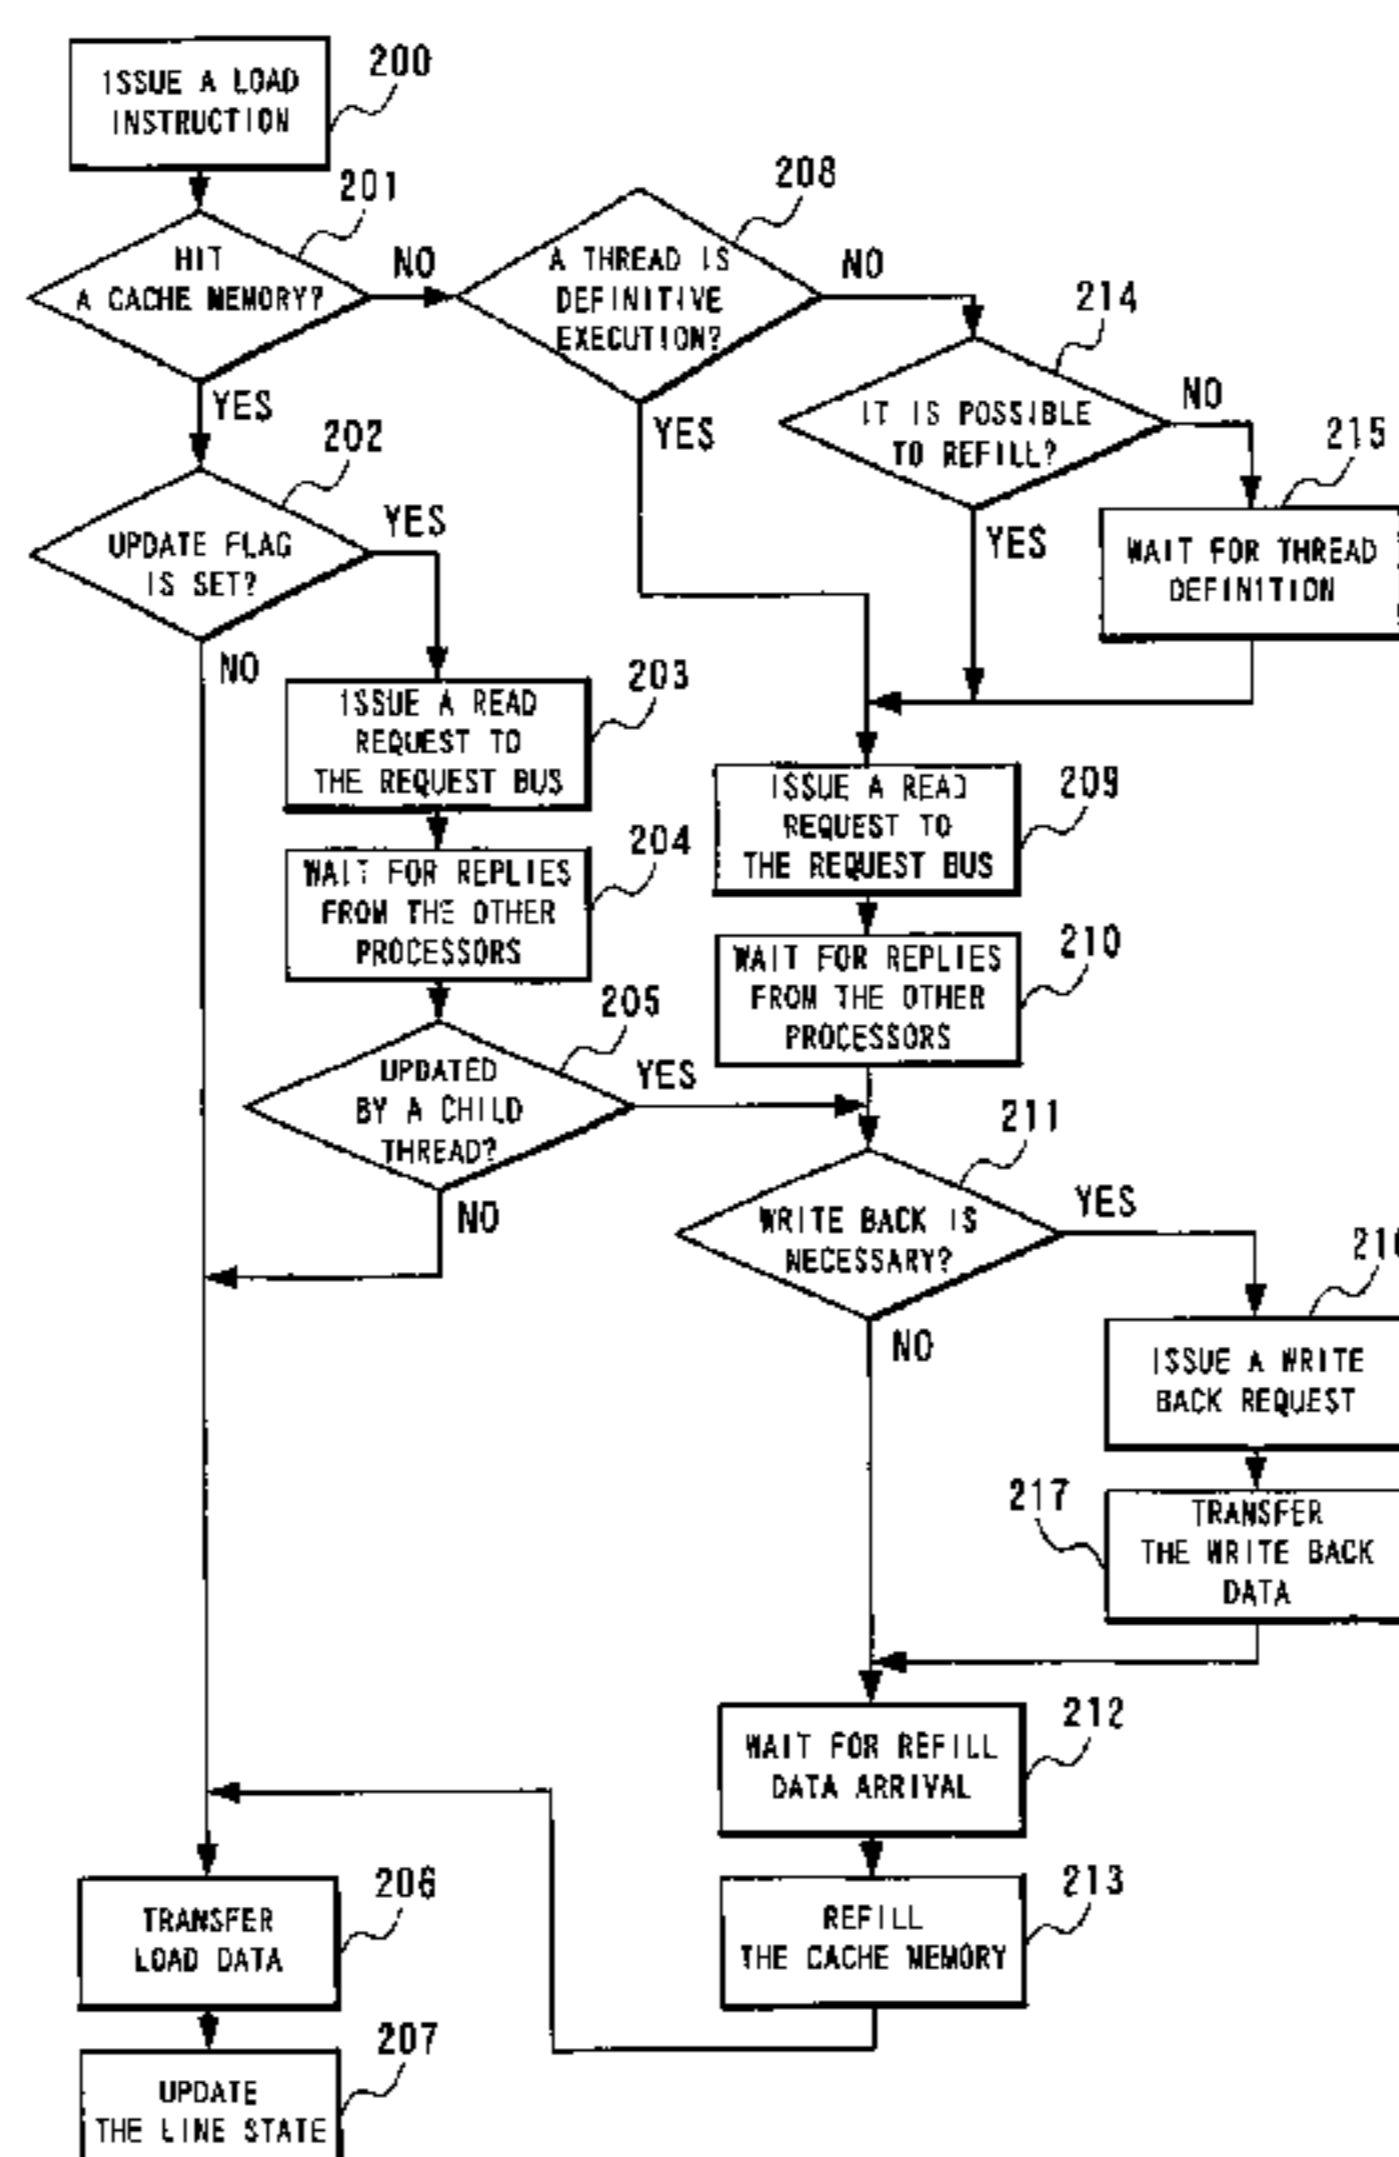 ISSUE A LOAD
INSTRUCTION
200
HIT
A CACHE MEMORY?
201
NO
YES
A THREAD IS
DEFINITIVE
EXECUTION?
208
NO
YES
IT IS POSSIBLE
TO REFILL?
214
NO
YES
WAIT FOR THREAD
DEFINITION
215
UPDATE FLAG
IS SET?
202
YES
NO
ISSUE A READ
REQUEST TO
THE REQUEST BUS
203
WAIT FOR REPLIES
FROM THE OTHER
PROCESSORS
204
UPDATED
BY A CHILD
THREAD?
205
YES
NO
ISSUE A READ
REQUEST TO
THE REQUEST BUS
209
WAIT FOR REPLIES
FROM THE OTHER
PROCESSORS
210
WRITE BACK IS
NECESSARY?
211
YES
NO
ISSUE A WRITE
BACK REQUEST
TRANSFER
THE WRITE BACK
DATA
217
WAIT FOR REFILL
DATA ARRIVAL
212
REFILL
THE CACHE MEMORY
213
TRANSFER
LOAD DATA
206
UPDATE
THE LINE STATE
207